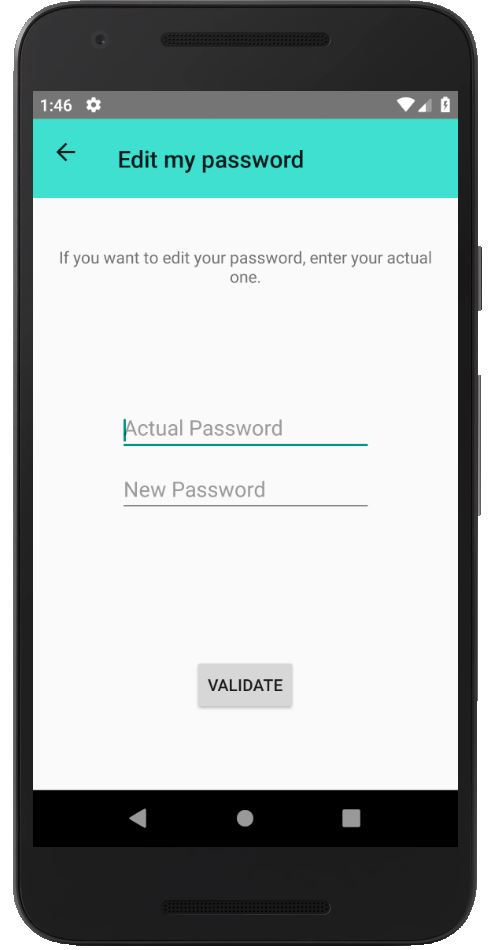 1:46
Edit my password
If you want to edit your password, enter your actual
one.
Actual Password
New Password
VALIDATE